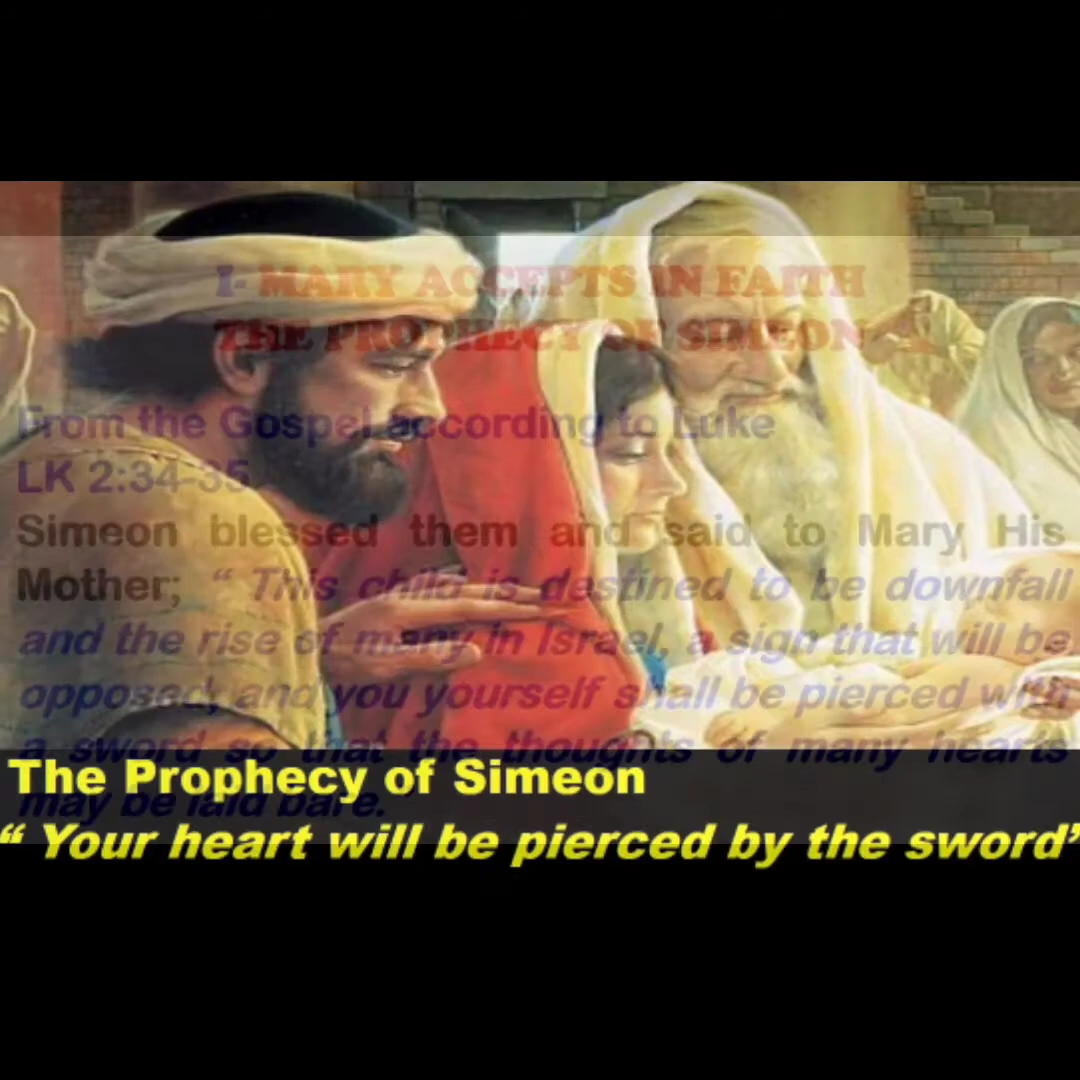 I- MARY ACCEPTS IN FAITH
THE PROPHECY OF SIMEON
From the Gospel according to Luke
LK 2:34-35
Simeon blessed them and said to Mary His
Mother; “ This child is destined to be downfall
and the rise of many in Israel, a sign that will be
opposed; and you yourself shall be pierced with
a sword so that the thoughts of many hearts
may be laid bare.”
The Prophecy of Simeon
“ Your heart will be pierced by the sword”